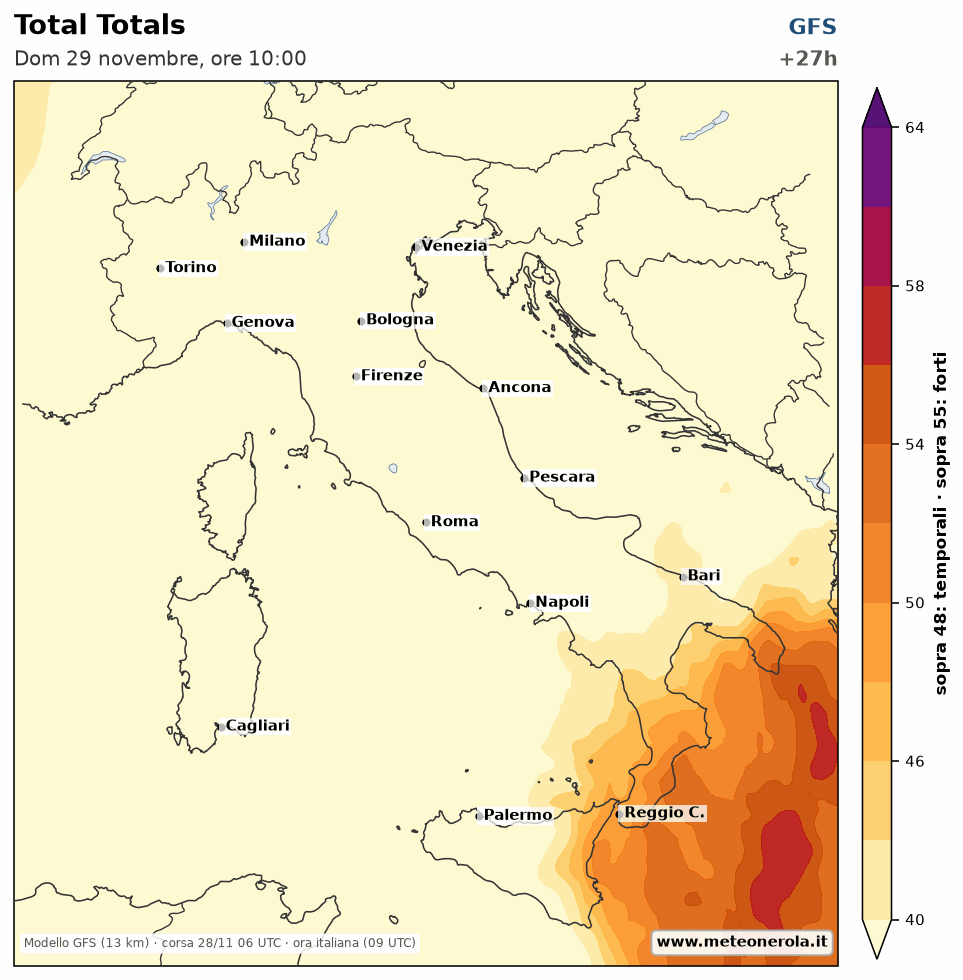 Total Totals
GFS
Dom 29 novembre, ore 10:00
+27h
Milano
Venezia
Torino
Genova
Bologna
Firenze
Ancona
Pescara
Roma
Bari
Napoli
Cagliari
Palermo
Reggio C.
64
58
54
50
46
40
sopra 48: temporali · sopra 55: forti
Modello GFS (13 km) · corsa 28/11 06 UTC · ora italiana (09 UTC)
www.meteonerola.it